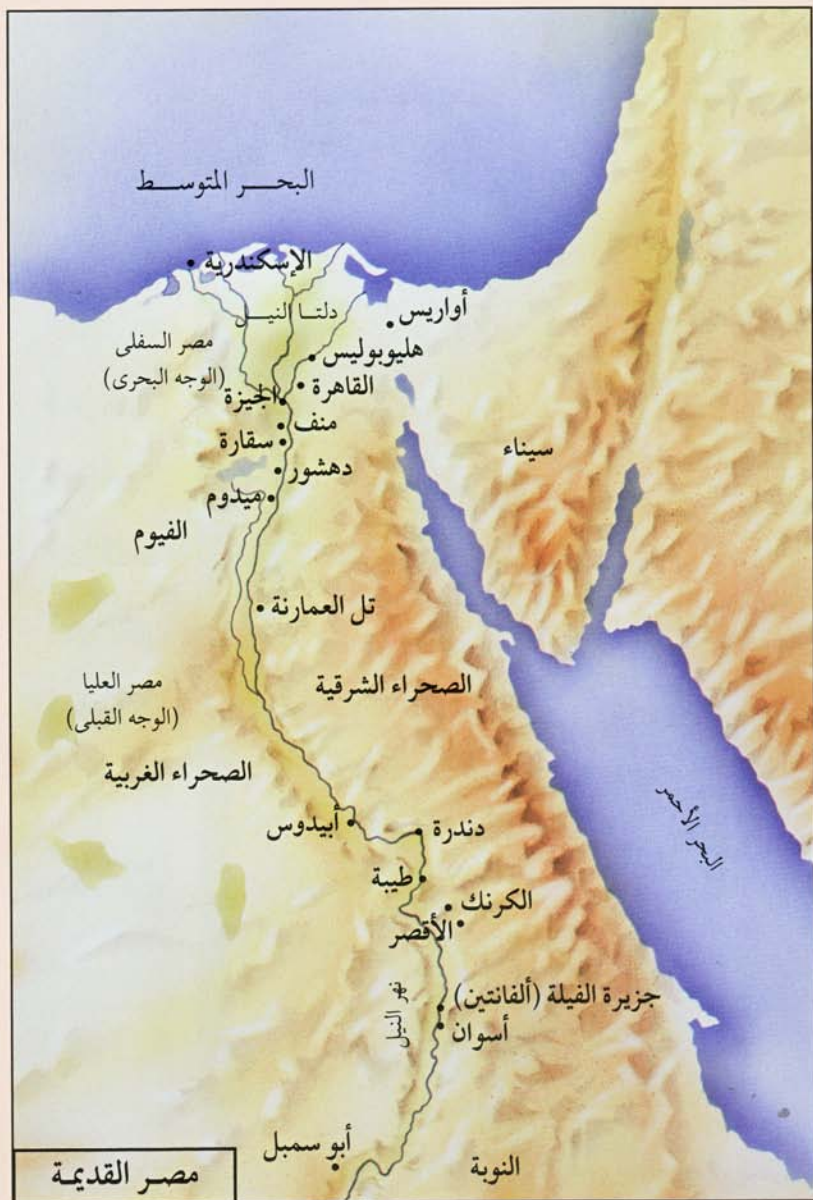 البحر المتوسط
الإسكندرية
دلتا النيل
أواريس
مصر السفلى
(الوجه البحرى)
هليوبوليس
القاهرة
الجيزة
منف
سقارة
سيناء
دهشور
ميدوم
الفيوم
تل العمارنة
مصر العليا
(الوجه القبلى)
الصحراء الشرقية
الصحراء الغربية
البحر الأحمر
أبيدوس
دندرة
طيبة
الكرنك
الأقصر
نهر النيل
جزيرة الفيلة (ألفانتين)
أسوان
أبو سمبل
النوبة
مصر القديمة